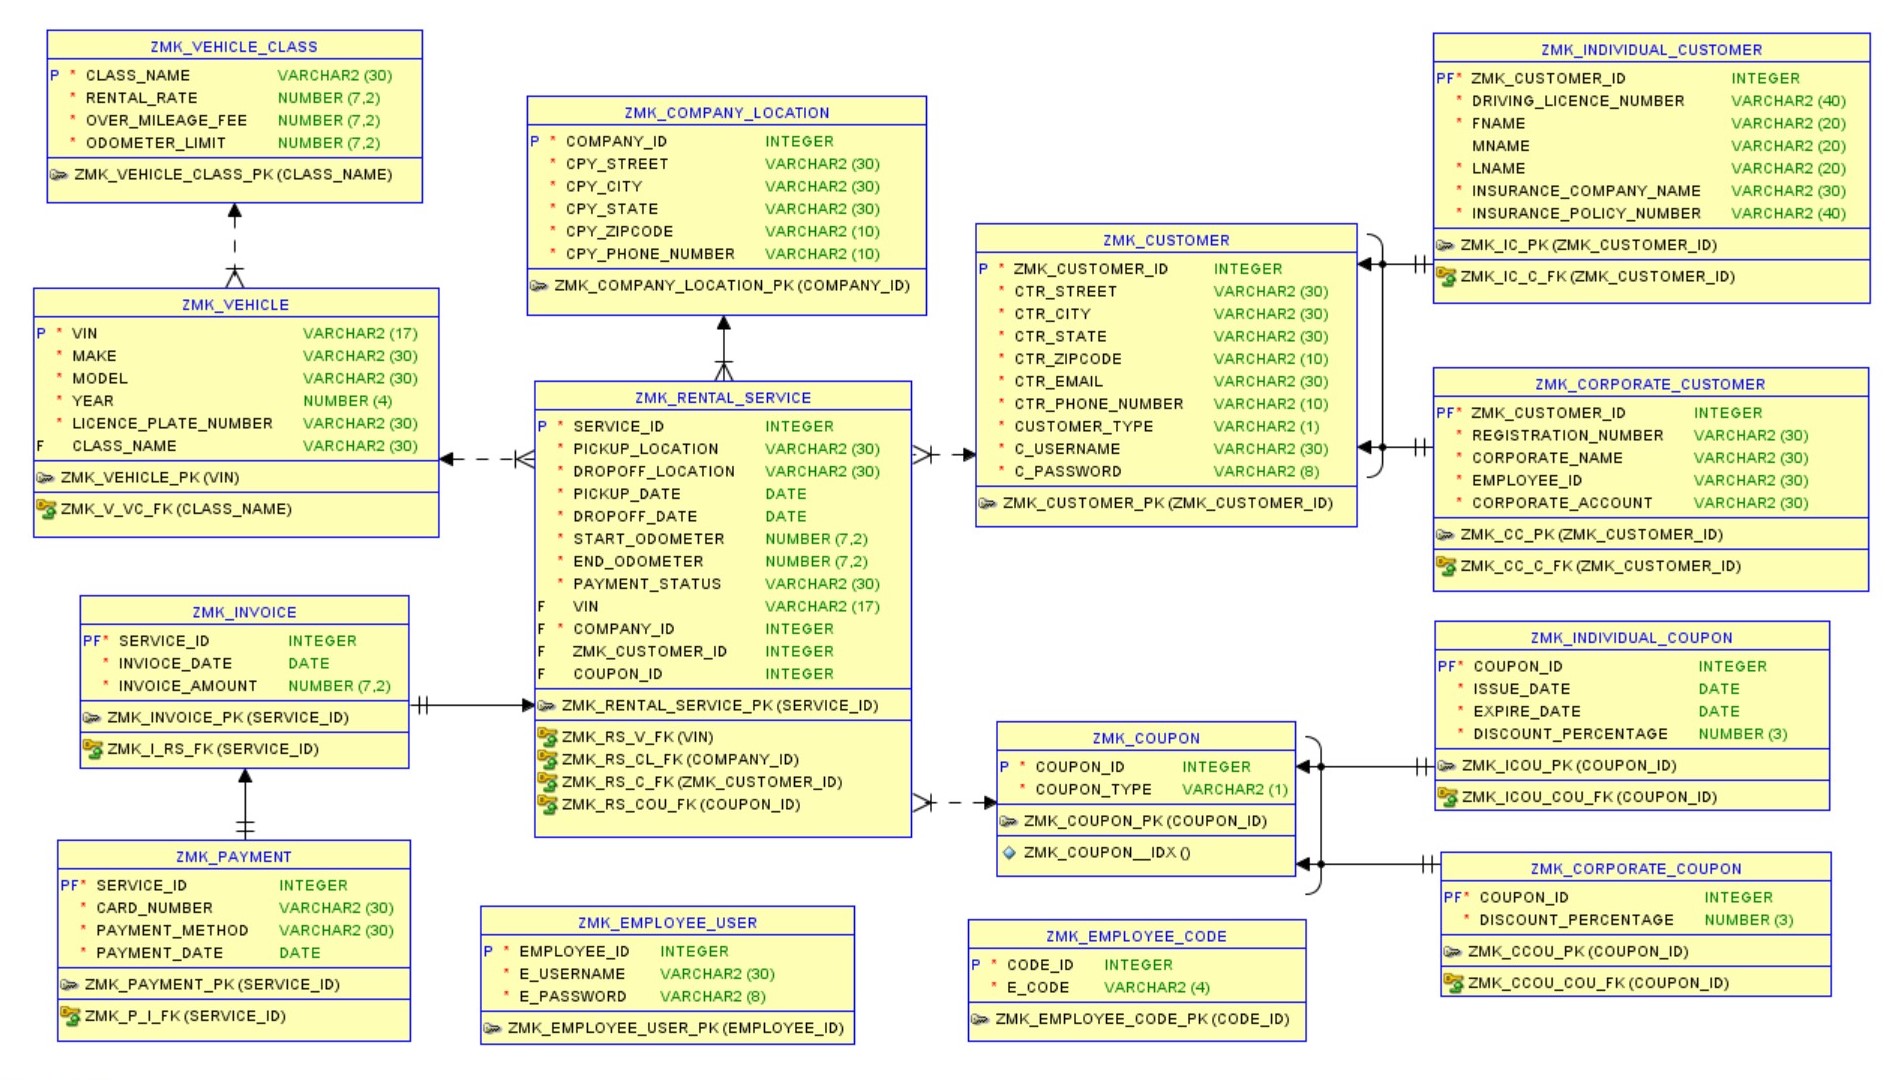 ZMK_VEHICLE_CLASS
P * CLASS_NAME VARCHAR2 (30)
* RENTAL_RATE NUMBER (7,2)
* OVER_MILEAGE_FEE NUMBER (7,2)
* ODOMETER_LIMIT NUMBER (7,2)
ZMK_VEHICLE_CLASS_PK (CLASS_NAME)
ZMK_VEHICLE
P * VIN VARCHAR2 (17)
* MAKE VARCHAR2 (30)
* MODEL VARCHAR2 (30)
* YEAR NUMBER (4)
* LICENCE_PLATE_NUMBER VARCHAR2 (30)
F CLASS_NAME VARCHAR2 (30)
ZMK_VEHICLE_PK (VIN)
ZMK_V_VC_FK (CLASS_NAME)
ZMK_INVOICE
PF* SERVICE_ID INTEGER
* INVIOCE_DATE DATE
* INVOICE_AMOUNT NUMBER (7,2)
ZMK_INVOICE_PK (SERVICE_ID)
ZMK_I_RS_FK (SERVICE_ID)
ZMK_PAYMENT
PF* SERVICE_ID INTEGER
* CARD_NUMBER VARCHAR2 (30)
* PAYMENT_METHOD VARCHAR2 (30)
* PAYMENT_DATE DATE
ZMK_PAYMENT_PK (SERVICE_ID)
ZMK_P_I_FK (SERVICE_ID)
ZMK_COMPANY_LOCATION
P * COMPANY_ID INTEGER
* CPY_STREET VARCHAR2 (30)
* CPY_CITY VARCHAR2 (30)
* CPY_STATE VARCHAR2 (30)
* CPY_ZIPCODE VARCHAR2 (10)
* CPY_PHONE_NUMBER VARCHAR2 (10)
ZMK_COMPANY_LOCATION_PK (COMPANY_ID)
ZMK_RENTAL_SERVICE
P * SERVICE_ID INTEGER
* PICKUP_LOCATION VARCHAR2 (30)
* DROPOFF_LOCATION VARCHAR2 (30)
* PICKUP_DATE DATE
* DROPOFF_DATE DATE
* START_ODOMETER NUMBER (7,2)
* END_ODOMETER NUMBER (7,2)
* PAYMENT_STATUS VARCHAR2 (30)
F VIN VARCHAR2 (17)
F * COMPANY_ID INTEGER
F ZMK_CUSTOMER_ID INTEGER
F COUPON_ID INTEGER
ZMK_RENTAL_SERVICE_PK (SERVICE_ID)
ZMK_RS_V_FK (VIN)
ZMK_RS_CL_FK (COMPANY_ID)
ZMK_RS_C_FK (ZMK_CUSTOMER_ID)
ZMK_RS_COU_FK (COUPON_ID)
ZMK_EMPLOYEE_USER
P * EMPLOYEE_ID INTEGER
* E_USERNAME VARCHAR2 (30)
* E_PASSWORD VARCHAR2 (8)
ZMK_EMPLOYEE_USER_PK (EMPLOYEE_ID)
ZMK_CUSTOMER
P * ZMK_CUSTOMER_ID INTEGER
* CTR_STREET VARCHAR2 (30)
* CTR_CITY VARCHAR2 (30)
* CTR_STATE VARCHAR2 (30)
* CTR_ZIPCODE VARCHAR2 (10)
* CTR_EMAIL VARCHAR2 (30)
* CTR_PHONE_NUMBER VARCHAR2 (10)
* CUSTOMER_TYPE VARCHAR2 (1)
* C_USERNAME VARCHAR2 (30)
* C_PASSWORD VARCHAR2 (8)
ZMK_CUSTOMER_PK (ZMK_CUSTOMER_ID)
ZMK_COUPON
P * COUPON_ID INTEGER
* COUPON_TYPE VARCHAR2 (1)
ZMK_COUPON_PK (COUPON_ID)
ZMK_COUPON__IDX ()
ZMK_EMPLOYEE_CODE
P * CODE_ID INTEGER
* E_CODE VARCHAR2 (4)
ZMK_EMPLOYEE_CODE_PK (CODE_ID)
ZMK_INDIVIDUAL_CUSTOMER
PF* ZMK_CUSTOMER_ID INTEGER
* DRIVING_LICENCE_NUMBER VARCHAR2 (40)
* FNAME VARCHAR2 (20)
MNAME VARCHAR2 (20)
* LNAME VARCHAR2 (20)
* INSURANCE_COMPANY_NAME VARCHAR2 (30)
* INSURANCE_POLICY_NUMBER VARCHAR2 (40)
ZMK_IC_PK (ZMK_CUSTOMER_ID)
ZMK_IC_C_FK (ZMK_CUSTOMER_ID)
ZMK_CORPORATE_CUSTOMER
PF* ZMK_CUSTOMER_ID INTEGER
* REGISTRATION_NUMBER VARCHAR2 (30)
* CORPORATE_NAME VARCHAR2 (30)
* EMPLOYEE_ID VARCHAR2 (30)
* CORPORATE_ACCOUNT VARCHAR2 (30)
ZMK_CC_PK (ZMK_CUSTOMER_ID)
ZMK_CC_C_FK (ZMK_CUSTOMER_ID)
ZMK_INDIVIDUAL_COUPON
PF* COUPON_ID INTEGER
* ISSUE_DATE DATE
* EXPIRE_DATE DATE
* DISCOUNT_PERCENTAGE NUMBER (3)
ZMK_ICOU_PK (COUPON_ID)
ZMK_ICOU_COU_FK (COUPON_ID)
ZMK_CORPORATE_COUPON
PF* COUPON_ID INTEGER
* DISCOUNT_PERCENTAGE NUMBER (3)
ZMK_CCOU_PK (COUPON_ID)
ZMK_CCOU_COU_FK (COUPON_ID)